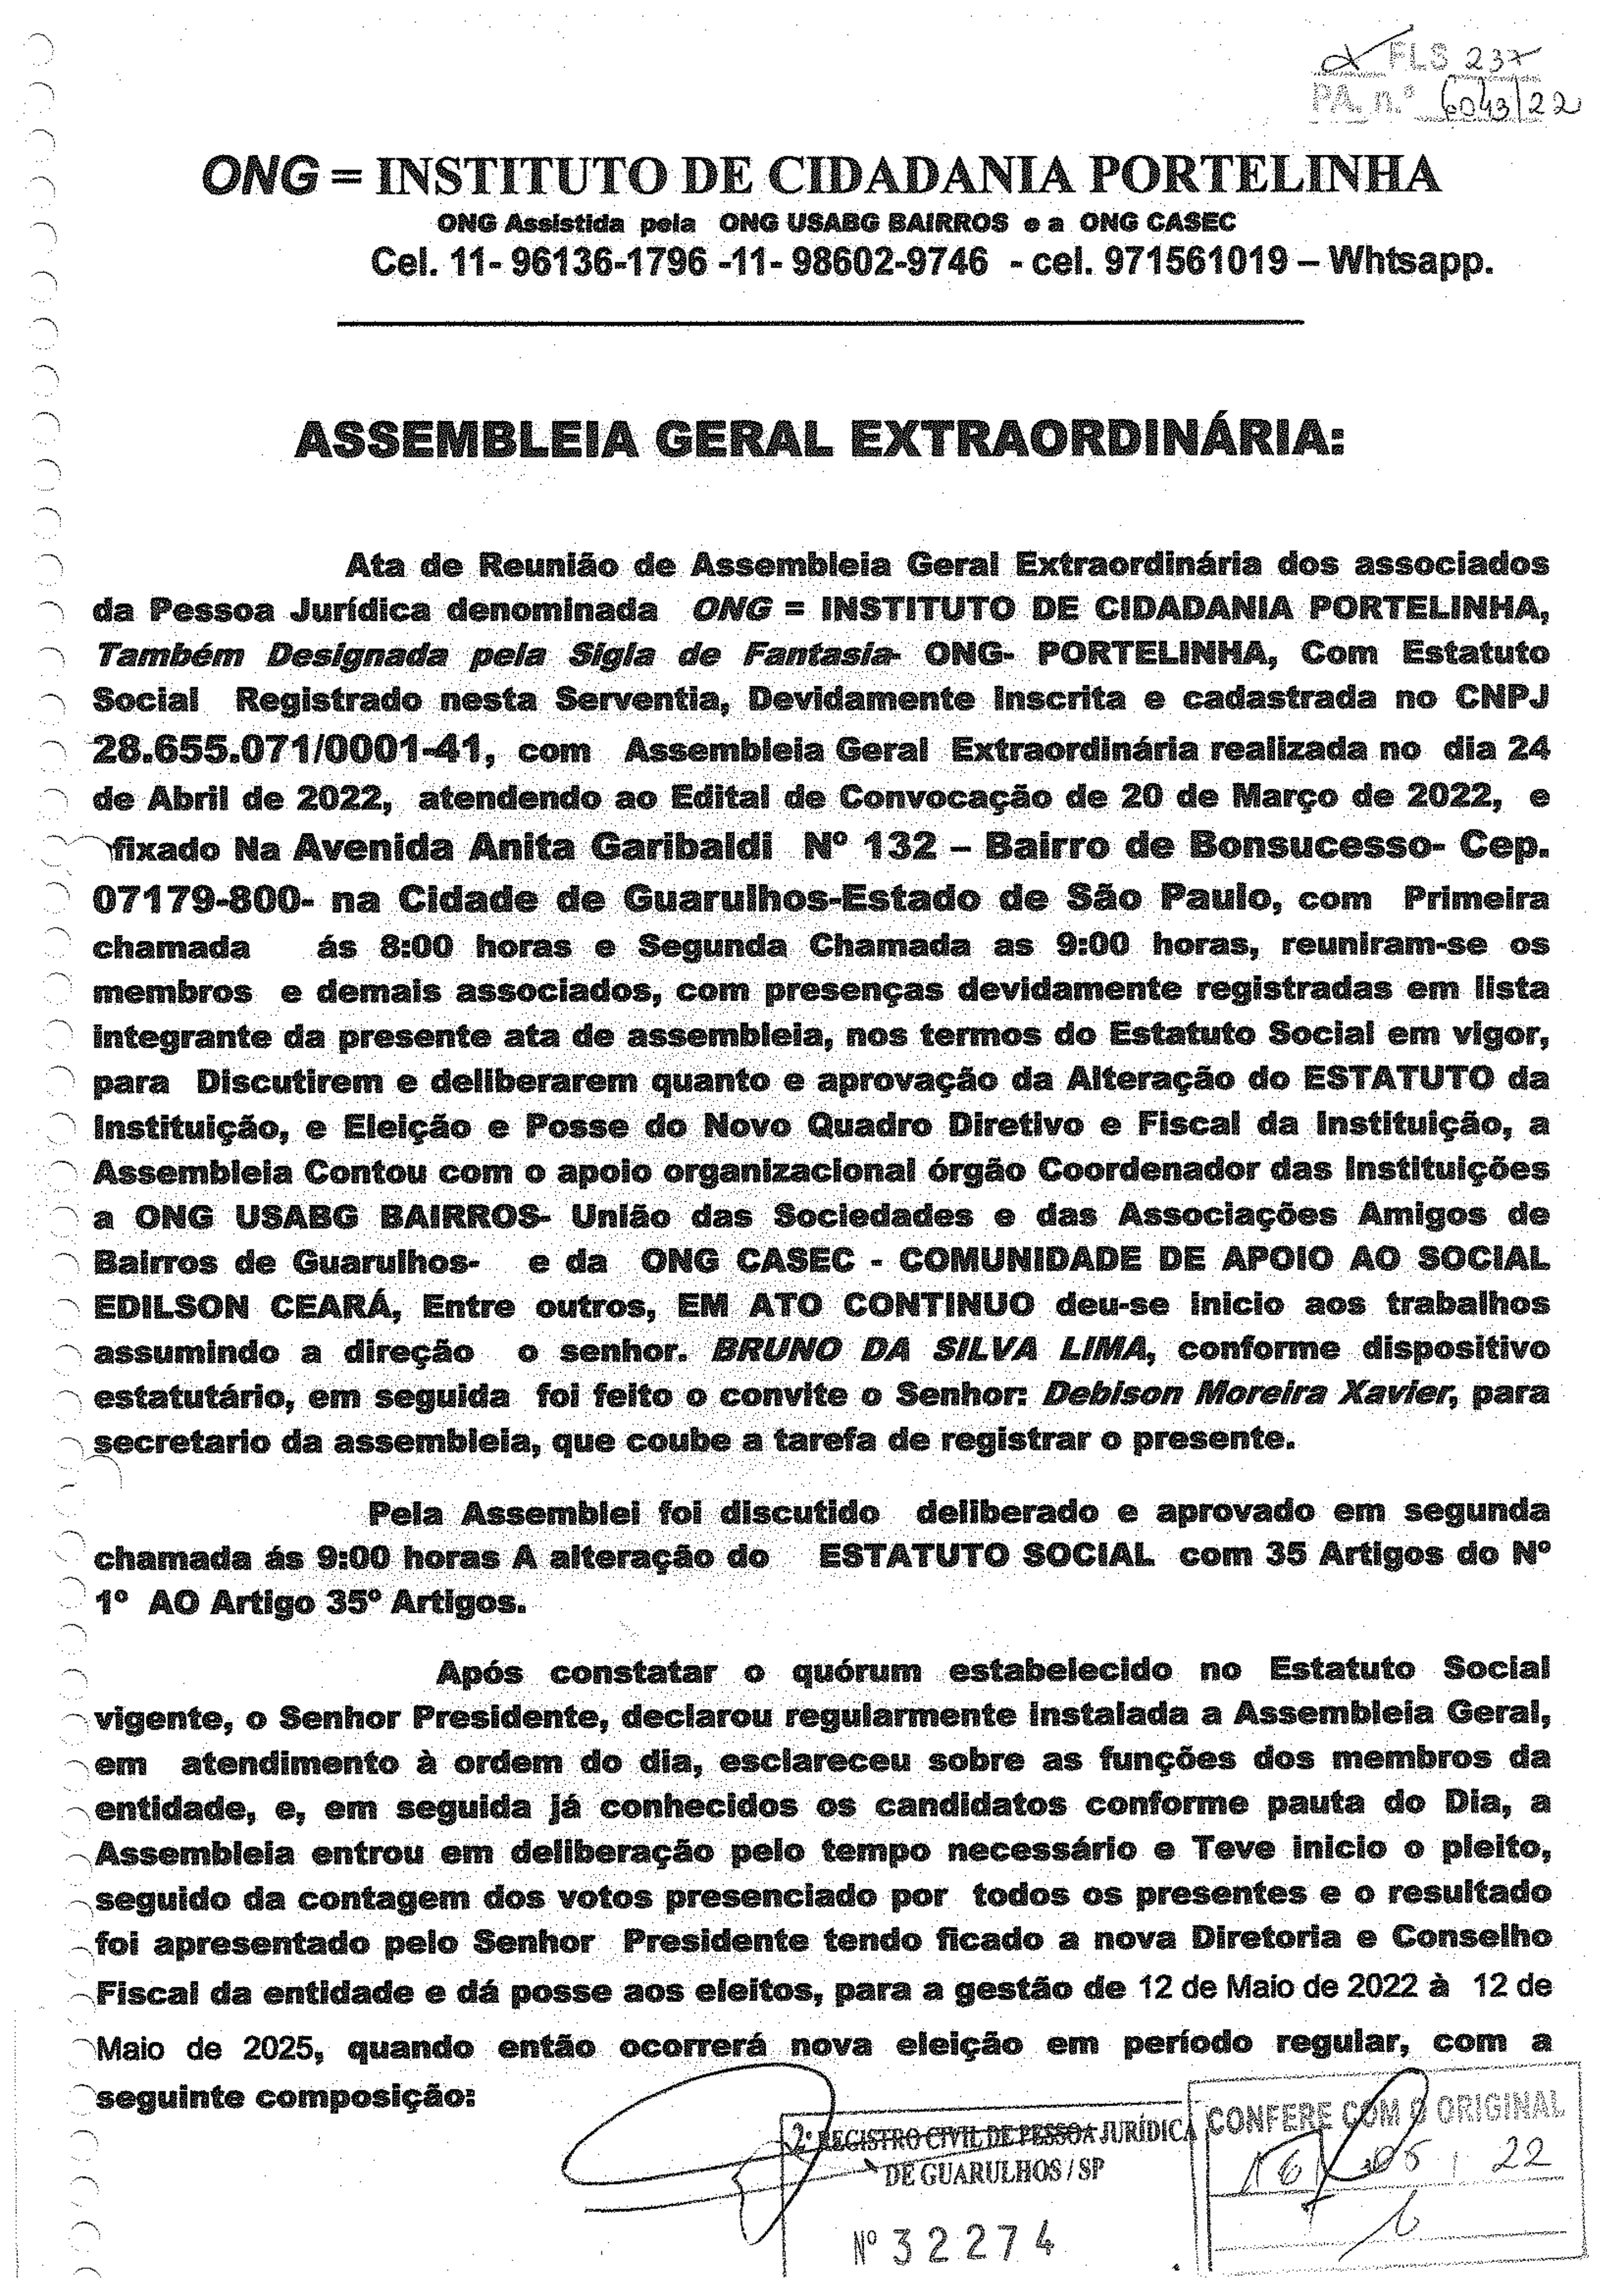 FLS 237
PA. n.º 6043/22
ONG = INSTITUTO DE CIDADANIA PORTELINHA
ONG Assistida pela ONG USABG BAIRROS e a ONG CASEC
Cel. 11- 96136-1796 -11- 98602-9746 - cel. 971561019 – Whtsapp.
ASSEMBLEIA GERAL EXTRAORDINÁRIA:
Ata de Reunião de Assembleia Geral Extraordinária dos associados
da Pessoa Jurídica denominada ONG = INSTITUTO DE CIDADANIA PORTELINHA,
Também Designada pela Sigla de Fantasia- ONG- PORTELINHA, Com Estatuto
Social Registrado nesta Serventia, Devidamente Inscrita e cadastrada no CNPJ
28.655.071/0001-41, com Assembleia Geral Extraordinária realizada no dia 24
de Abril de 2022, atendendo ao Edital de Convocação de 20 de Março de 2022, e
fixado Na Avenida Anita Garibaldi Nº 132 – Bairro de Bonsucesso- Cep.
07179-800- na Cidade de Guarulhos-Estado de São Paulo, com Primeira
chamada ás 8:00 horas e Segunda Chamada as 9:00 horas, reuniram-se os
membros e demais associados, com presenças devidamente registradas em lista
integrante da presente ata de assembleia, nos termos do Estatuto Social em vigor,
para Discutirem e deliberarem quanto e aprovação da Alteração do ESTATUTO da
Instituição, e Eleição e Posse do Novo Quadro Diretivo e Fiscal da Instituição, a
Assembleia Contou com o apoio organizacional órgão Coordenador das Instituições
a ONG USABG BAIRROS- União das Sociedades e das Associações Amigos de
Bairros de Guarulhos- e da ONG CASEC - COMUNIDADE DE APOIO AO SOCIAL
EDILSON CEARÁ, Entre outros, EM ATO CONTINUO deu-se inicio aos trabalhos
assumindo a direção o senhor. BRUNO DA SILVA LIMA, conforme dispositivo
estatutário, em seguida foi feito o convite o Senhor: Debison Moreira Xavier, para
secretario da assembleia, que coube a tarefa de registrar o presente.
Pela Assemblei foi discutido deliberado e aprovado em segunda
chamada ás 9:00 horas A alteração do ESTATUTO SOCIAL com 35 Artigos do Nº
1º AO Artigo 35º Artigos.
Após constatar o quórum estabelecido no Estatuto Social
vigente, o Senhor Presidente, declarou regularmente instalada a Assembleia Geral,
em atendimento à ordem do dia, esclareceu sobre as funções dos membros da
entidade, e, em seguida já conhecidos os candidatos conforme pauta do Dia, a
Assembleia entrou em deliberação pelo tempo necessário e Teve inicio o pleito,
seguido da contagem dos votos presenciado por todos os presentes e o resultado
foi apresentado pelo Senhor Presidente tendo ficado a nova Diretoria e Conselho
Fiscal da entidade e dá posse aos eleitos, para a gestão de 12 de Maio de 2022 à 12 de
Maio de 2025, quando então ocorrerá nova eleição em período regular, com a
seguinte composição:
2º REGISTRO CIVIL DE PESSOA JURÍDICA
DE GUARULHOS / SP
Nº 32274
CONFERE COM O ORIGINAL
16 / 05 / 22